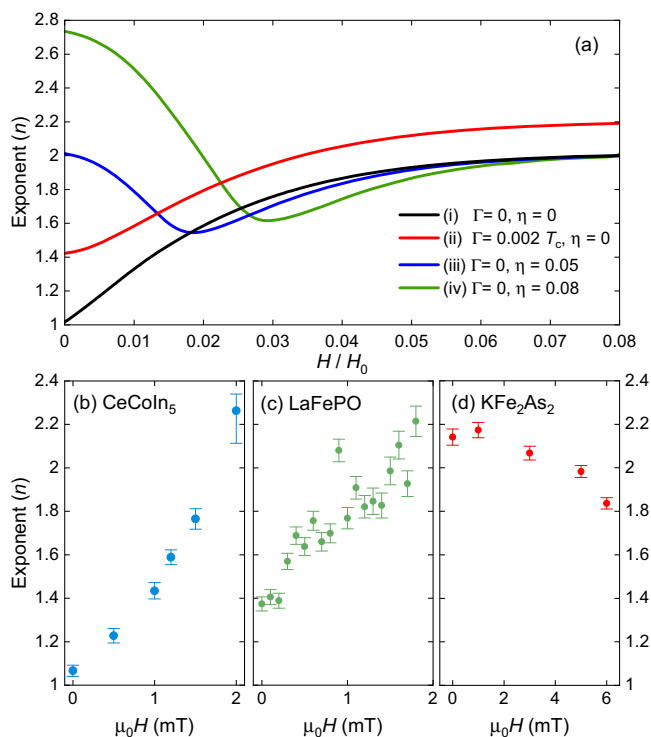 2.8
(a)
2.6
2.4
2.2
2
1.8
1.6
1.4
1.2
1
Exponent (n)
(i) Γ= 0, η = 0
(ii) Γ= 0.002 Tc, η = 0
(iii) Γ= 0, η = 0.05
(iv) Γ= 0, η = 0.08
0 0.01 0.02 0.03 0.04 0.05 0.06 0.07 0.08
H / H0
2.4 2.4
(b) CeCoIn5 (c) LaFePO (d) KFe2As2
2.2 2.2
2 2
1.8 1.8
1.6 1.6
1.4 1.4
1.2 1.2
1 1
Exponent (n)
0 1 2 0 1 2 0 2 4 6
μ0H (mT) μ0H (mT) μ0H (mT)